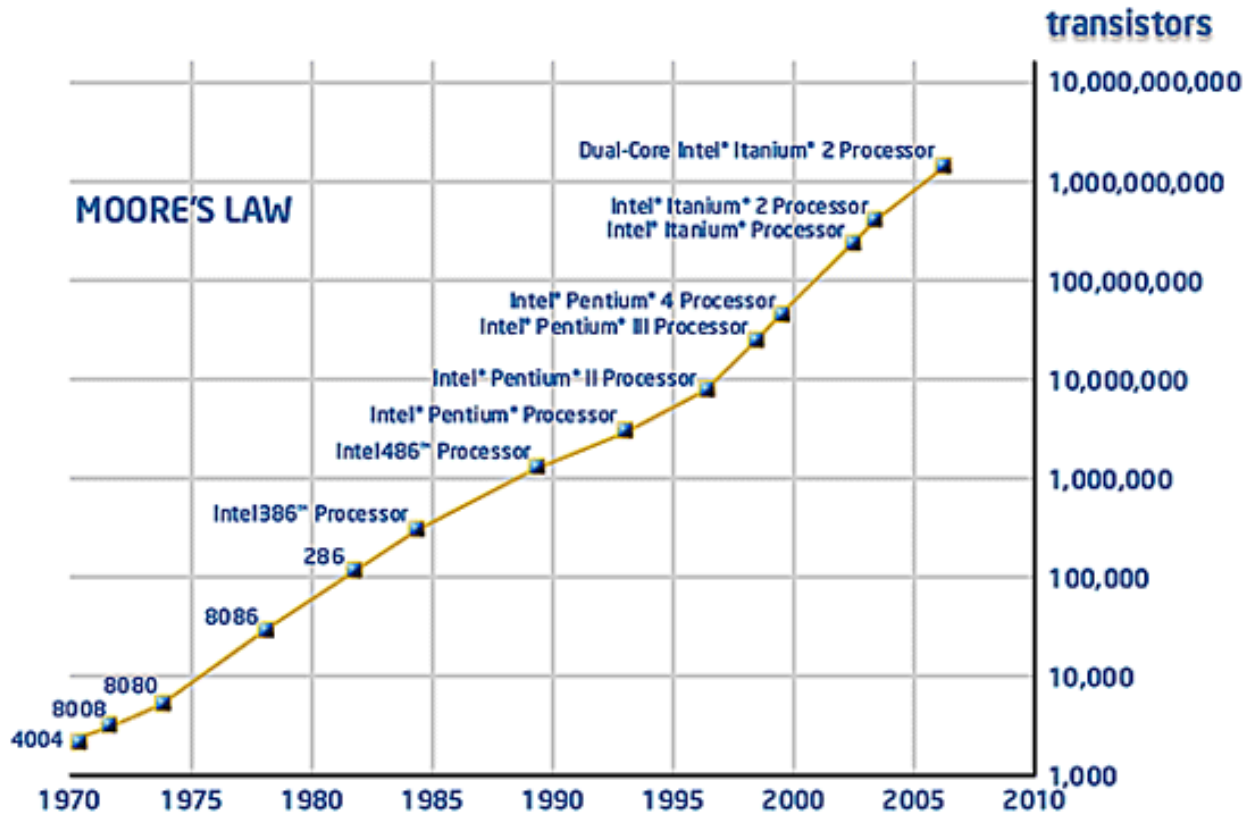 transistors
10,000,000,000
Dual-Core Intel® Itanium® 2 Processor
1,000,000,000
MOORE'S LAW
Intel® Itanium® 2 Processor
Intel® Itanium® Processor
100,000,000
Intel® Pentium® 4 Processor
Intel® Pentium® III Processor
Intel® Pentium® II Processor
10,000,000
Intel® Pentium® Processor
Intel486™ Processor
1,000,000
Intel386™ Processor
286
100,000
8086
8080
10,000
8008
4004
1,000
1970 1975 1980 1985 1990 1995 2000 2005 2010